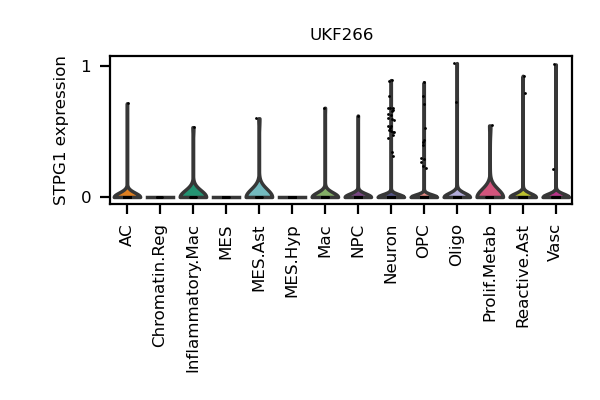 UKF266
STPG1 expression
1
0
AC
Chromatin.Reg
Inflammatory.Mac
MES
MES.Ast
MES.Hyp
Mac
NPC
Neuron
OPC
Oligo
Prolif.Metab
Reactive.Ast
Vasc